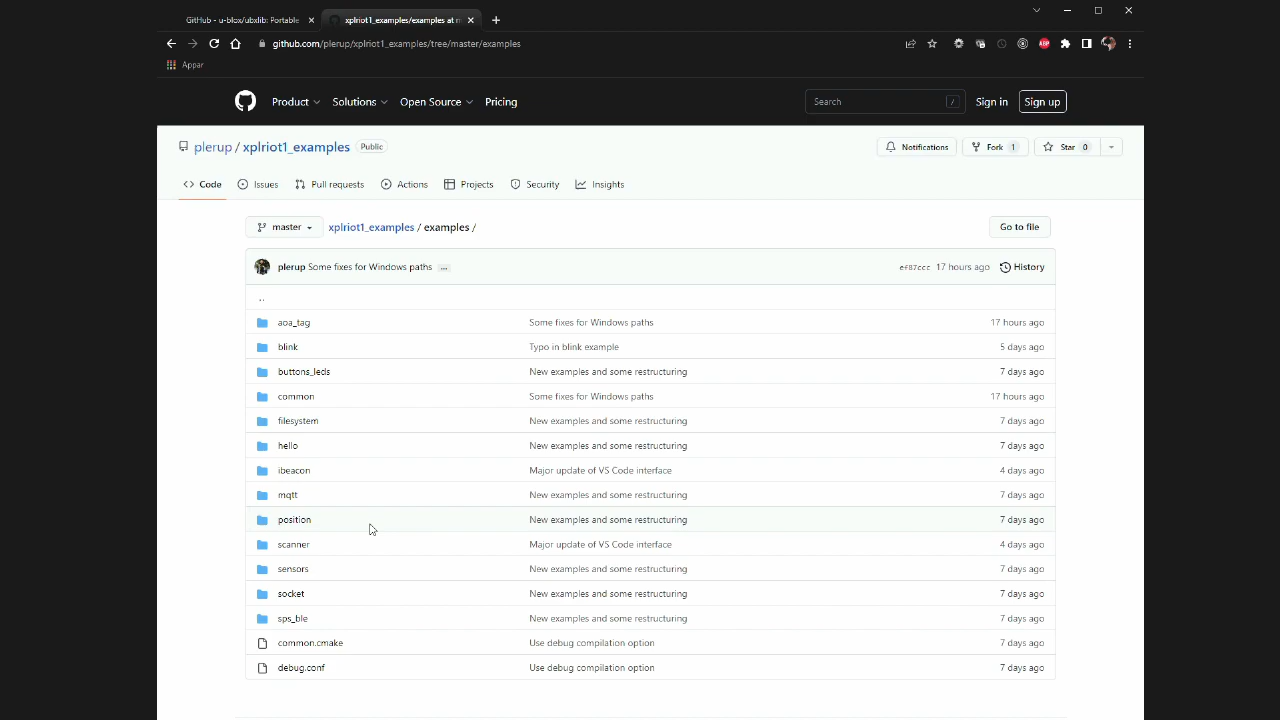 GitHub - u-blox/ubxlib: Portable
xplriot1_examples/examples at m
github.com/plerup/xplriot1_examples/tree/master/examples
ABP
Appar
Product Solutions Open Source Pricing Search / Sign in Sign up
plerup / xplriot1_examples Public Notifications Fork 1 Star 0
Code Issues Pull requests Actions Projects Security Insights
master xplriot1_examples / examples / Go to file
plerup Some fixes for Windows paths ... ef87ccc 17 hours ago History
..
aoa_tag Some fixes for Windows paths 17 hours ago
blink Typo in blink example 5 days ago
buttons_leds New examples and some restructuring 7 days ago
common Some fixes for Windows paths 17 hours ago
filesystem New examples and some restructuring 7 days ago
hello New examples and some restructuring 7 days ago
ibeacon Major update of VS Code interface 4 days ago
mqtt New examples and some restructuring 7 days ago
position New examples and some restructuring 7 days ago
scanner Major update of VS Code interface 4 days ago
sensors New examples and some restructuring 7 days ago
socket New examples and some restructuring 7 days ago
sps_ble New examples and some restructuring 7 days ago
common.cmake Use debug compilation option 7 days ago
debug.conf Use debug compilation option 7 days ago